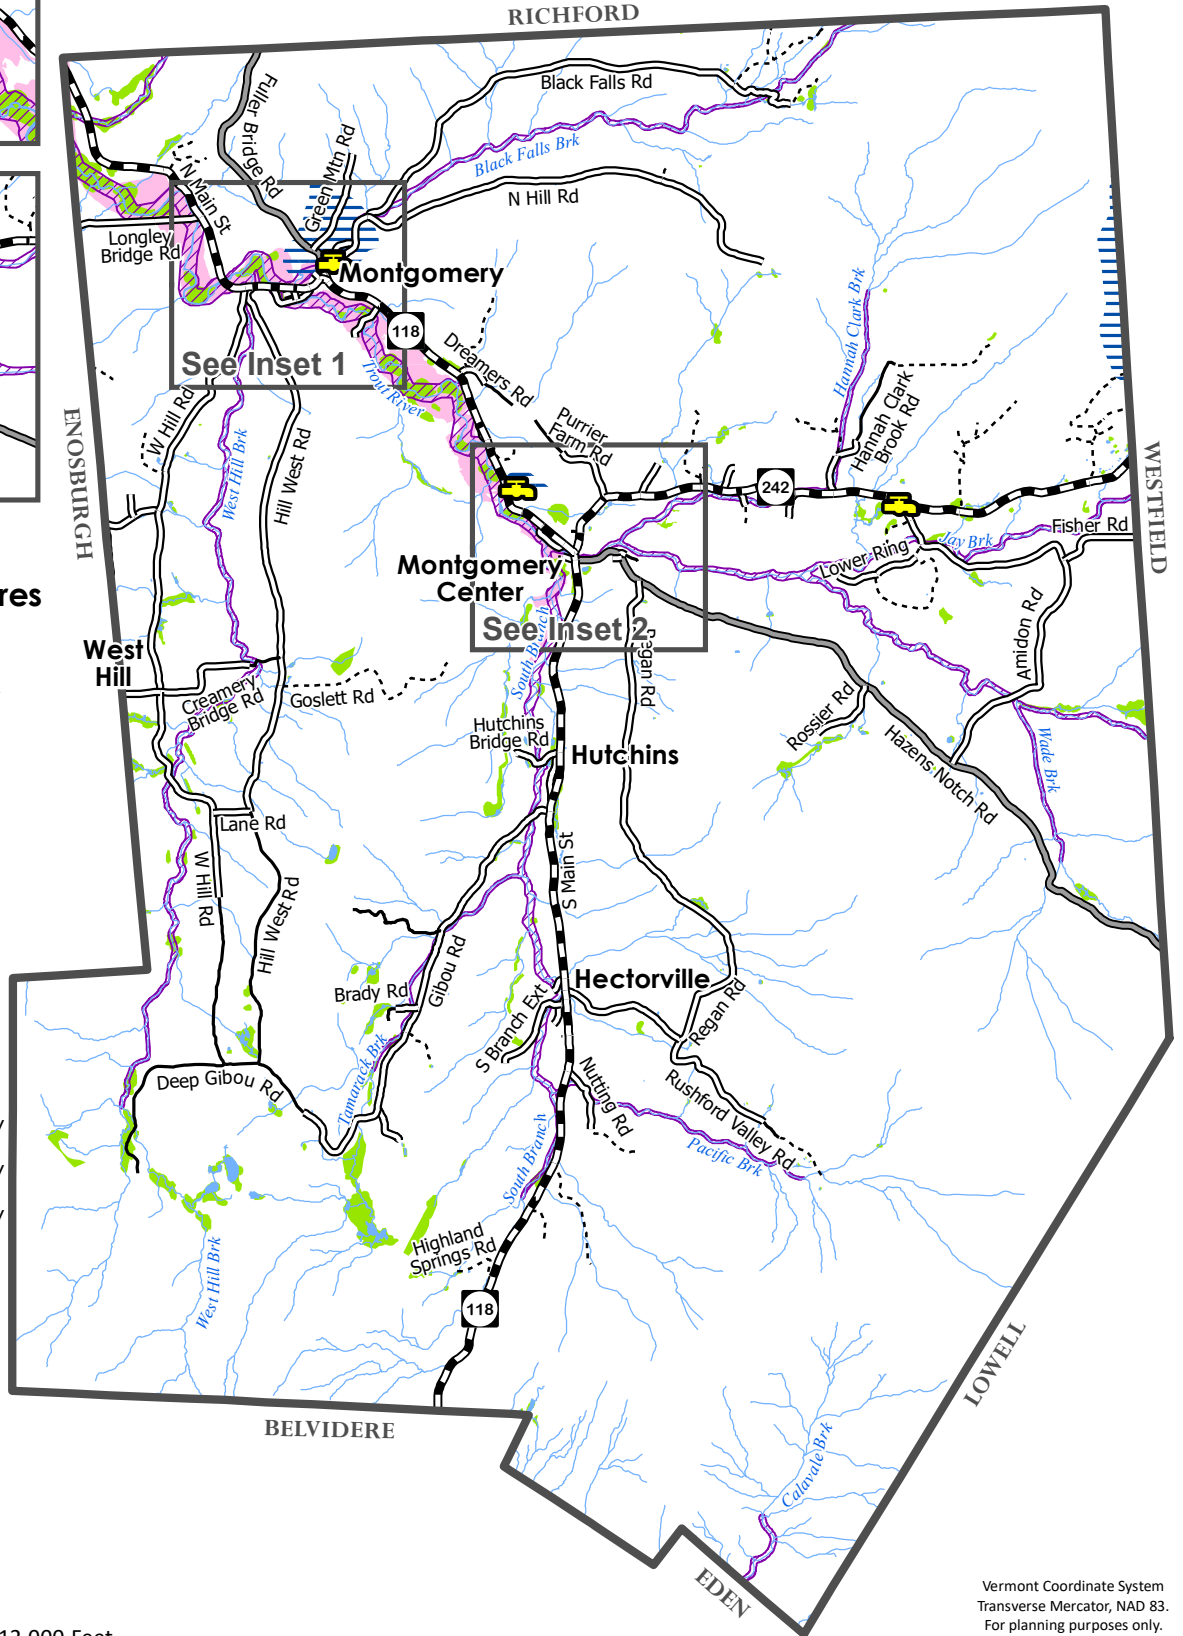 RICHFORD
Fuller Bridge Rd
Black Falls Rd
Green Mtn Rd
Black Falls Brk
N Main St
N Hill Rd
Longley
Bridge Rd
Montgomery
118
Hannah Clark Brk
See Inset 1
Dreamers Rd
Trout River
W Hill Rd
Purrier
Farm Rd
Hannah Clark
Brook Rd
ENOSBURGH
West Hill Brk
Hill West Rd
242
WESTFIELD
Fisher Rd
Jay Brk
Lower Ring
Montgomery
Center
res
See Inset 2
Amidon Rd
West
Hill
South Branch
Regan Rd
Creamery
Bridge Rd
Goslett Rd
Rossier Rd
Hutchins
Bridge Rd
Hutchins
Hazens Notch Rd
Wade Brk
Lane Rd
S Main St
W Hill Rd
Hill West Rd
Gibou Rd
Hectorville
Brady Rd
S Branch Ext
Regan Rd
Tamarack Brk
Deep Gibou Rd
Nutting Rd
Rushford Valley Rd
Pacific Brk
South Branch
Highland
Springs Rd
West Hill Brk
118
LOWELL
BELVIDERE
Calavale Brk
EDEN
Vermont Coordinate System
Transverse Mercator, NAD 83.
For planning purposes only.